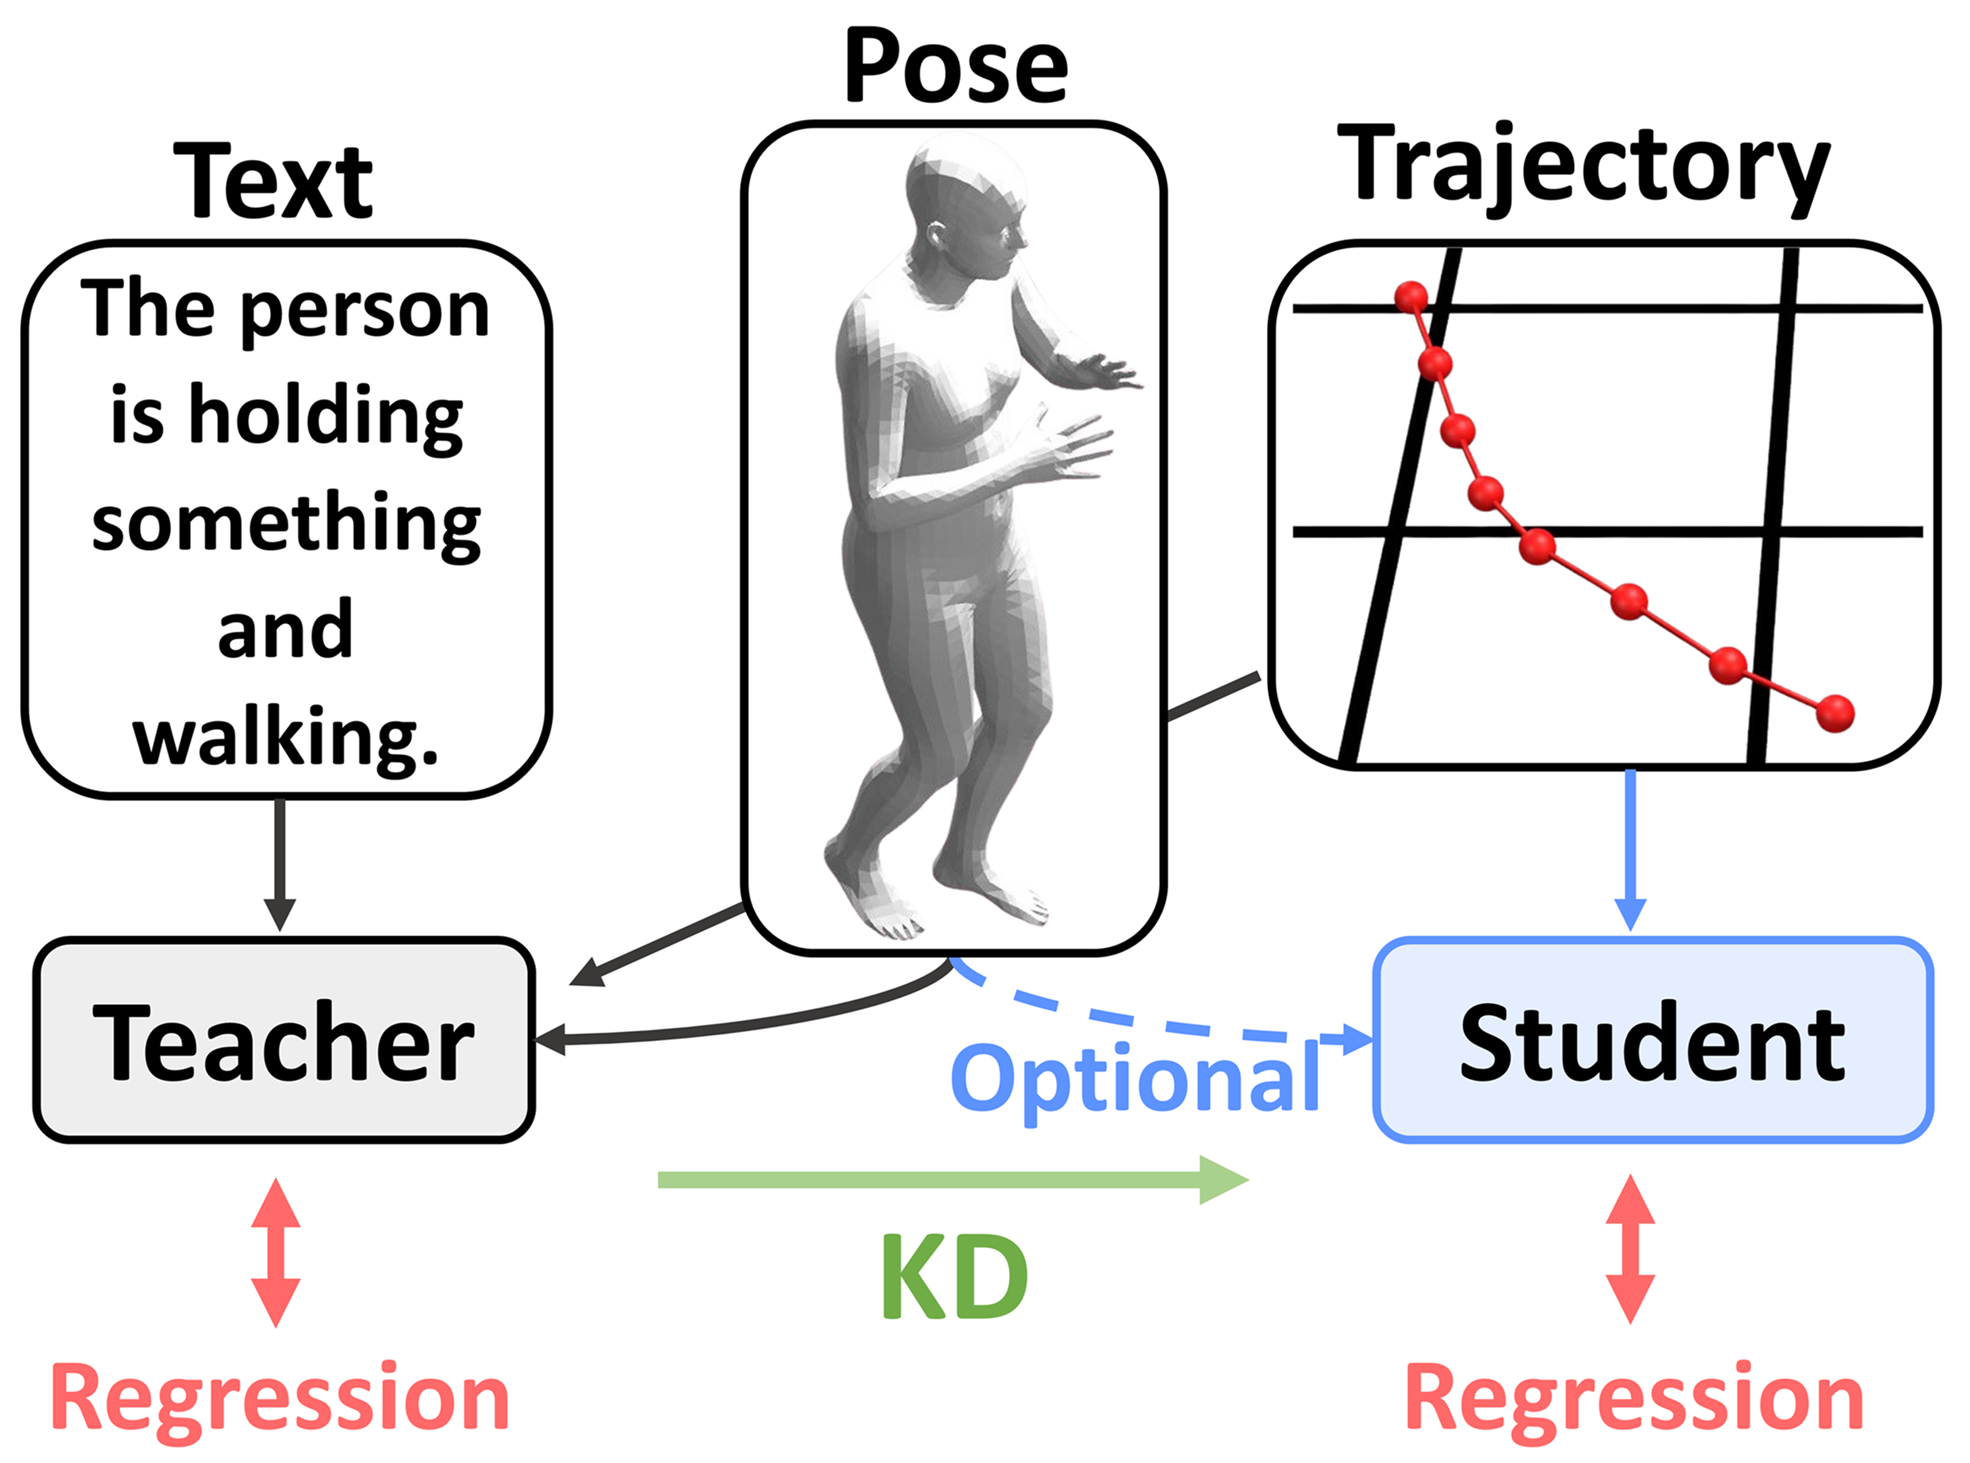 Pose
Text
Trajectory
The person
is holding
something
and
walking.
Teacher
Optional
Student
KD
Regression
Regression